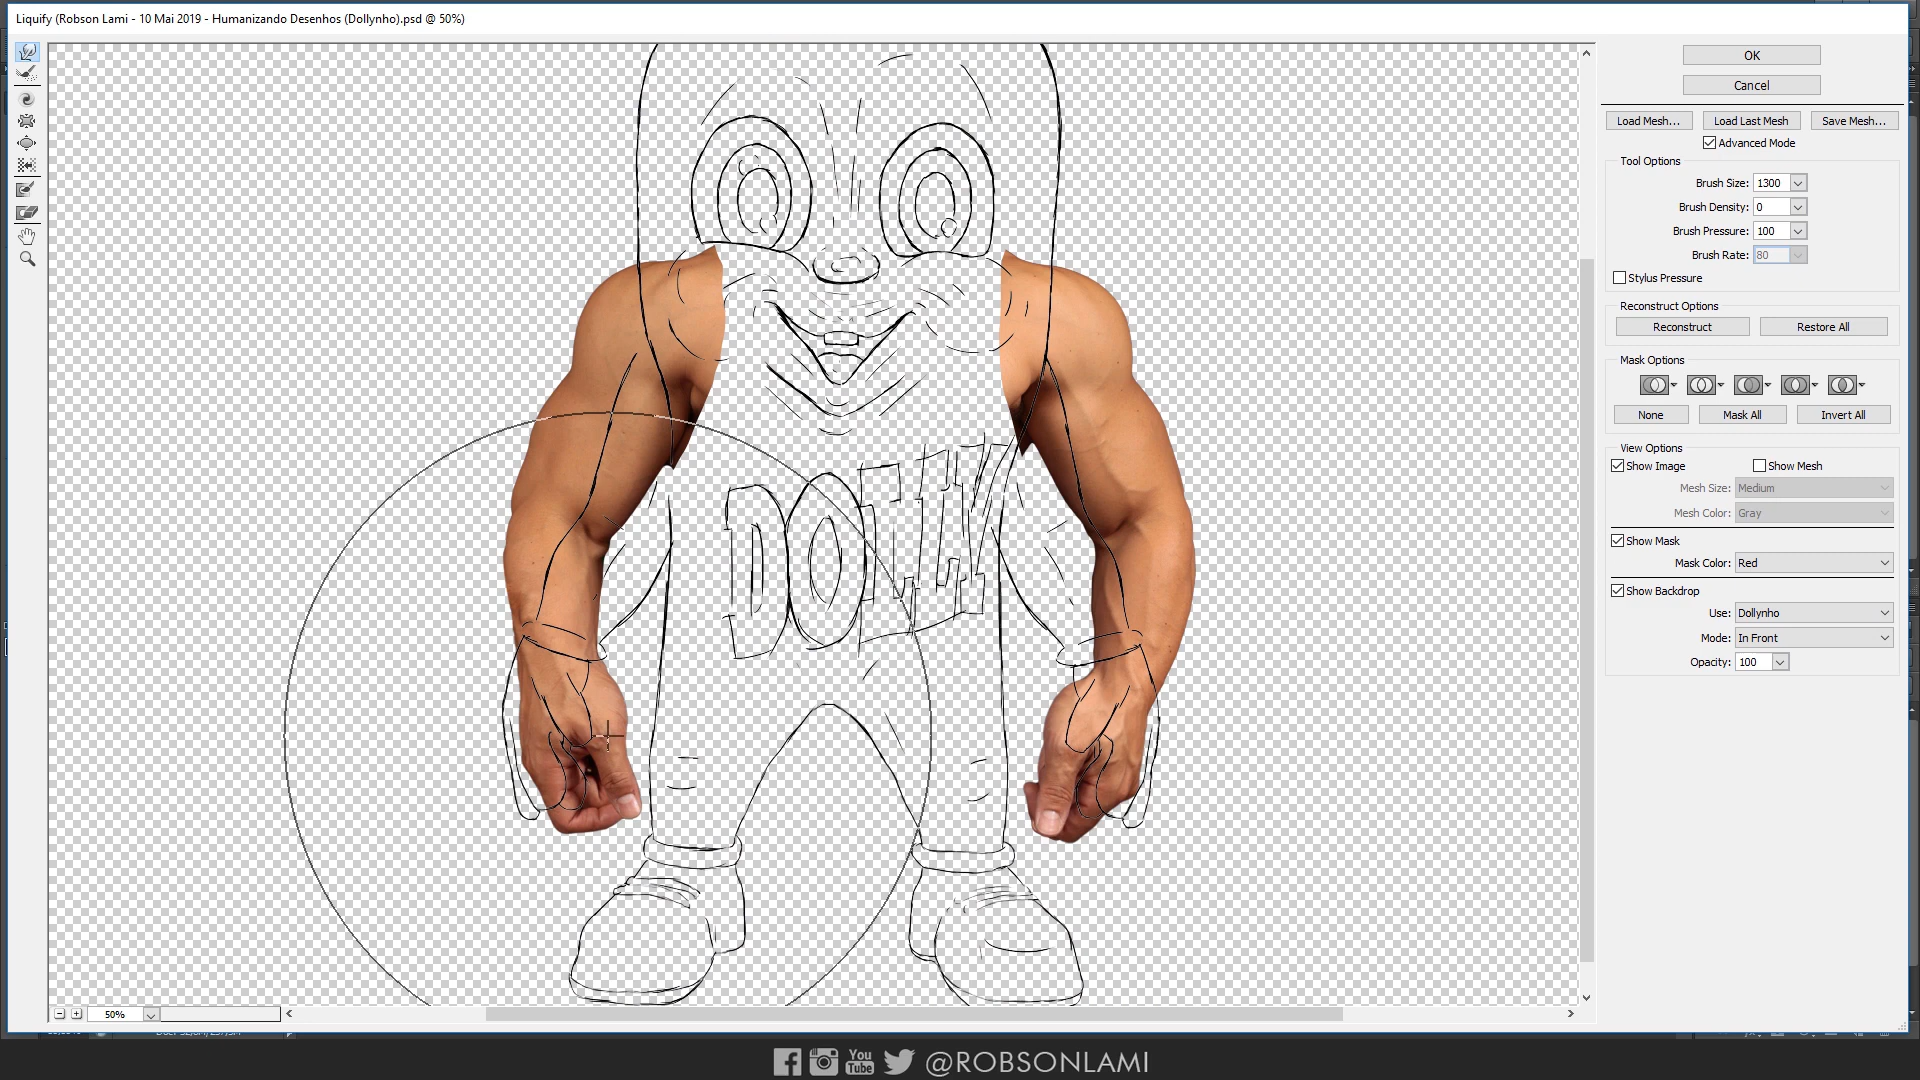 Liquify (Robson Lami - 10 Mai 2019 - Humanizando Desenhos (Dollynho).psd @ 50%)
OK
Cancel
Load Mesh... Load Last Mesh Save Mesh...
Advanced Mode
Tool Options
Brush Size: 1300
Brush Density: 0
Brush Pressure: 100
Brush Rate: 80
Stylus Pressure
Reconstruct Options
Reconstruct Restore All
Mask Options
None Mask All Invert All
View Options
Show Image Show Mesh
Mesh Size: Medium
Mesh Color: Gray
Show Mask
Mask Color: Red
Show Backdrop
Use: Dollynho
Mode: In Front
Opacity: 100
DOLLY
50%
You Tube @ROBSONLAMI